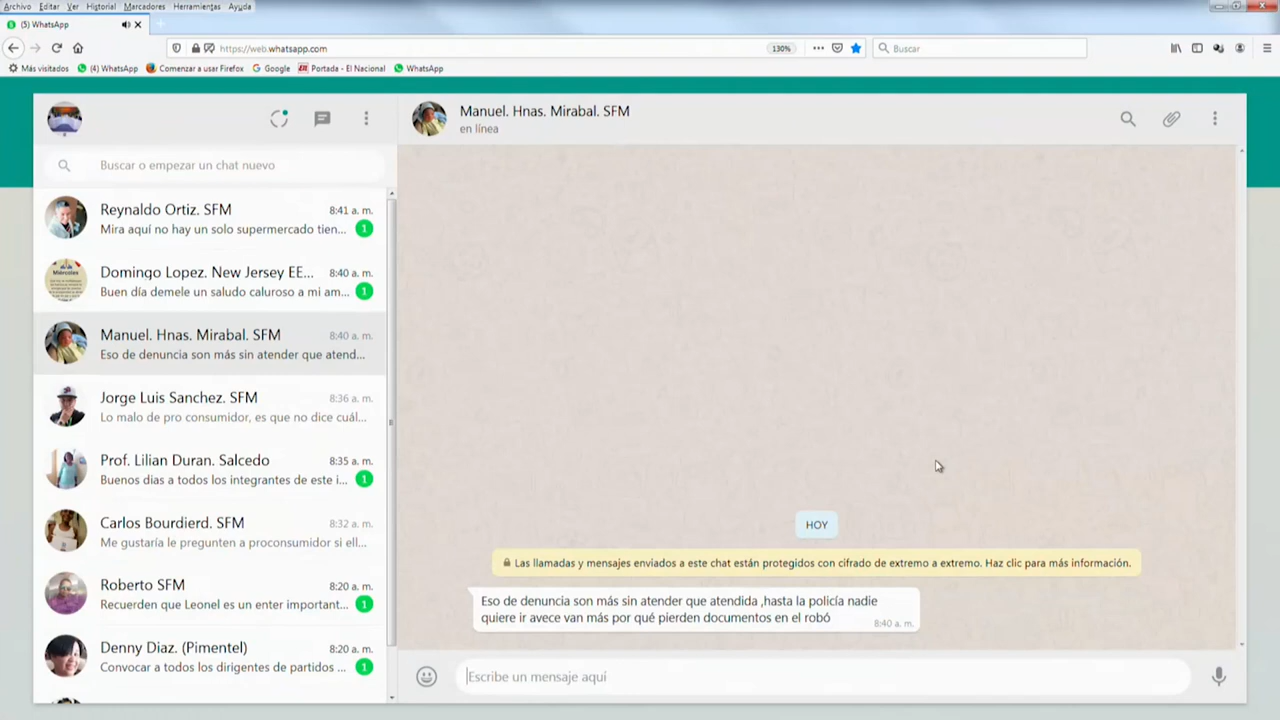 Archivo Editar Ver Historial Marcadores Herramientas Ayuda
(5) WhatsApp
https://web.whatsapp.com
130%
Buscar
Más visitados
(4) WhatsApp
Comenzar a usar Firefox
Google
Portada - El Nacional
WhatsApp
Buscar o empezar un chat nuevo
Reynaldo Ortiz. SFM 8:41 a. m.
Mira aquí no hay un solo supermercado tien... 1
Domingo Lopez. New Jersey EE... 8:40 a. m.
Buen día demele un saludo caluroso a mi am... 1
Manuel. Hnas. Mirabal. SFM 8:40 a. m.
Eso de denuncia son más sin atender que atend...
Jorge Luis Sanchez. SFM 8:36 a. m.
Lo malo de pro consumidor, es que no dice cuál...
Prof. Lilian Duran. Salcedo 8:35 a. m.
Buenos dias a todos los integrantes de este i... 1
Carlos Bourdierd. SFM 8:32 a. m.
Me gustaría le pregunten a proconsumidor si ell...
Roberto SFM 8:20 a. m.
Recuerden que Leonel es un enter important... 1
Denny Diaz. (Pimentel) 8:20 a. m.
Convocar a todos los dirigentes de partidos ... 1
Manuel. Hnas. Mirabal. SFM
en línea
HOY
Las llamadas y mensajes enviados a este chat están protegidos con cifrado de extremo a extremo. Haz clic para más información.
Eso de denuncia son más sin atender que atendida ,hasta la policía nadie
quiere ir avece van más por qué pierden documentos en el robó
8:40 a. m.
Escribe un mensaje aquí